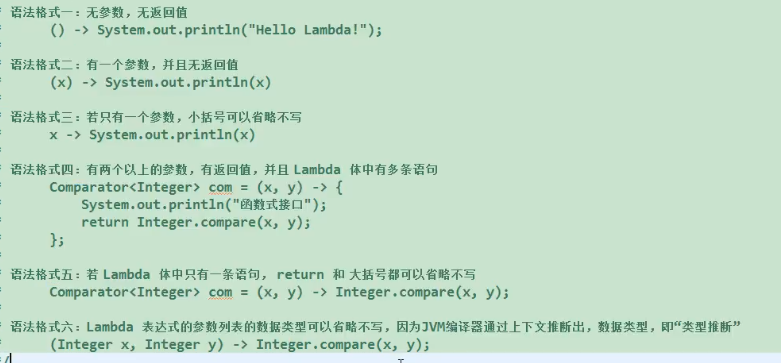 * 语法格式一：无参数，无返回值
* () -> System.out.println("Hello Lambda!");
*
* 语法格式二：有一个参数，并且无返回值
* (x) -> System.out.println(x)
*
* 语法格式三：若只有一个参数，小括号可以省略不写
* x -> System.out.println(x)
*
* 语法格式四：有两个以上的参数，有返回值，并且 Lambda 体中有多条语句
* Comparator<Integer> com = (x, y) -> {
* System.out.println("函数式接口");
* return Integer.compare(x, y);
* };
*
* 语法格式五：若 Lambda 体中只有一条语句， return 和 大括号都可以省略不写
* Comparator<Integer> com = (x, y) -> Integer.compare(x, y);
*
* 语法格式六：Lambda 表达式的参数列表的数据类型可以省略不写，因为JVM编译器通过上下文推断出，数据类型，即“类型推断”
* (Integer x, Integer y) -> Integer.compare(x, y);
*/